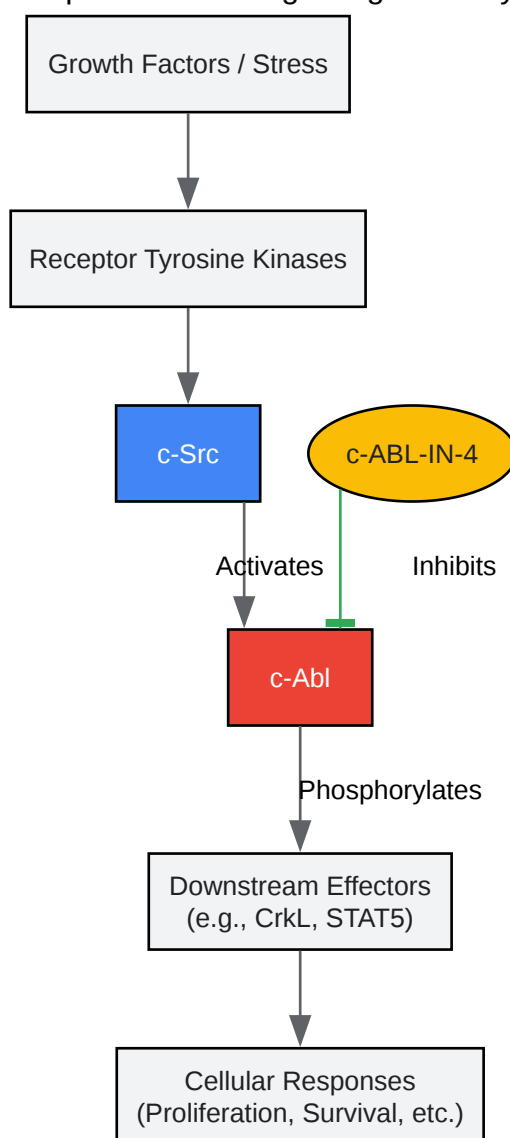 Growth Factors / Stress
Receptor Tyrosine Kinases
c-Src
c-ABL-IN-4
Activates
Inhibits
c-Abl
Phosphorylates
Downstream Effectors
(e.g., CrkL, STAT5)
Cellular Responses
(Proliferation, Survival, etc.)